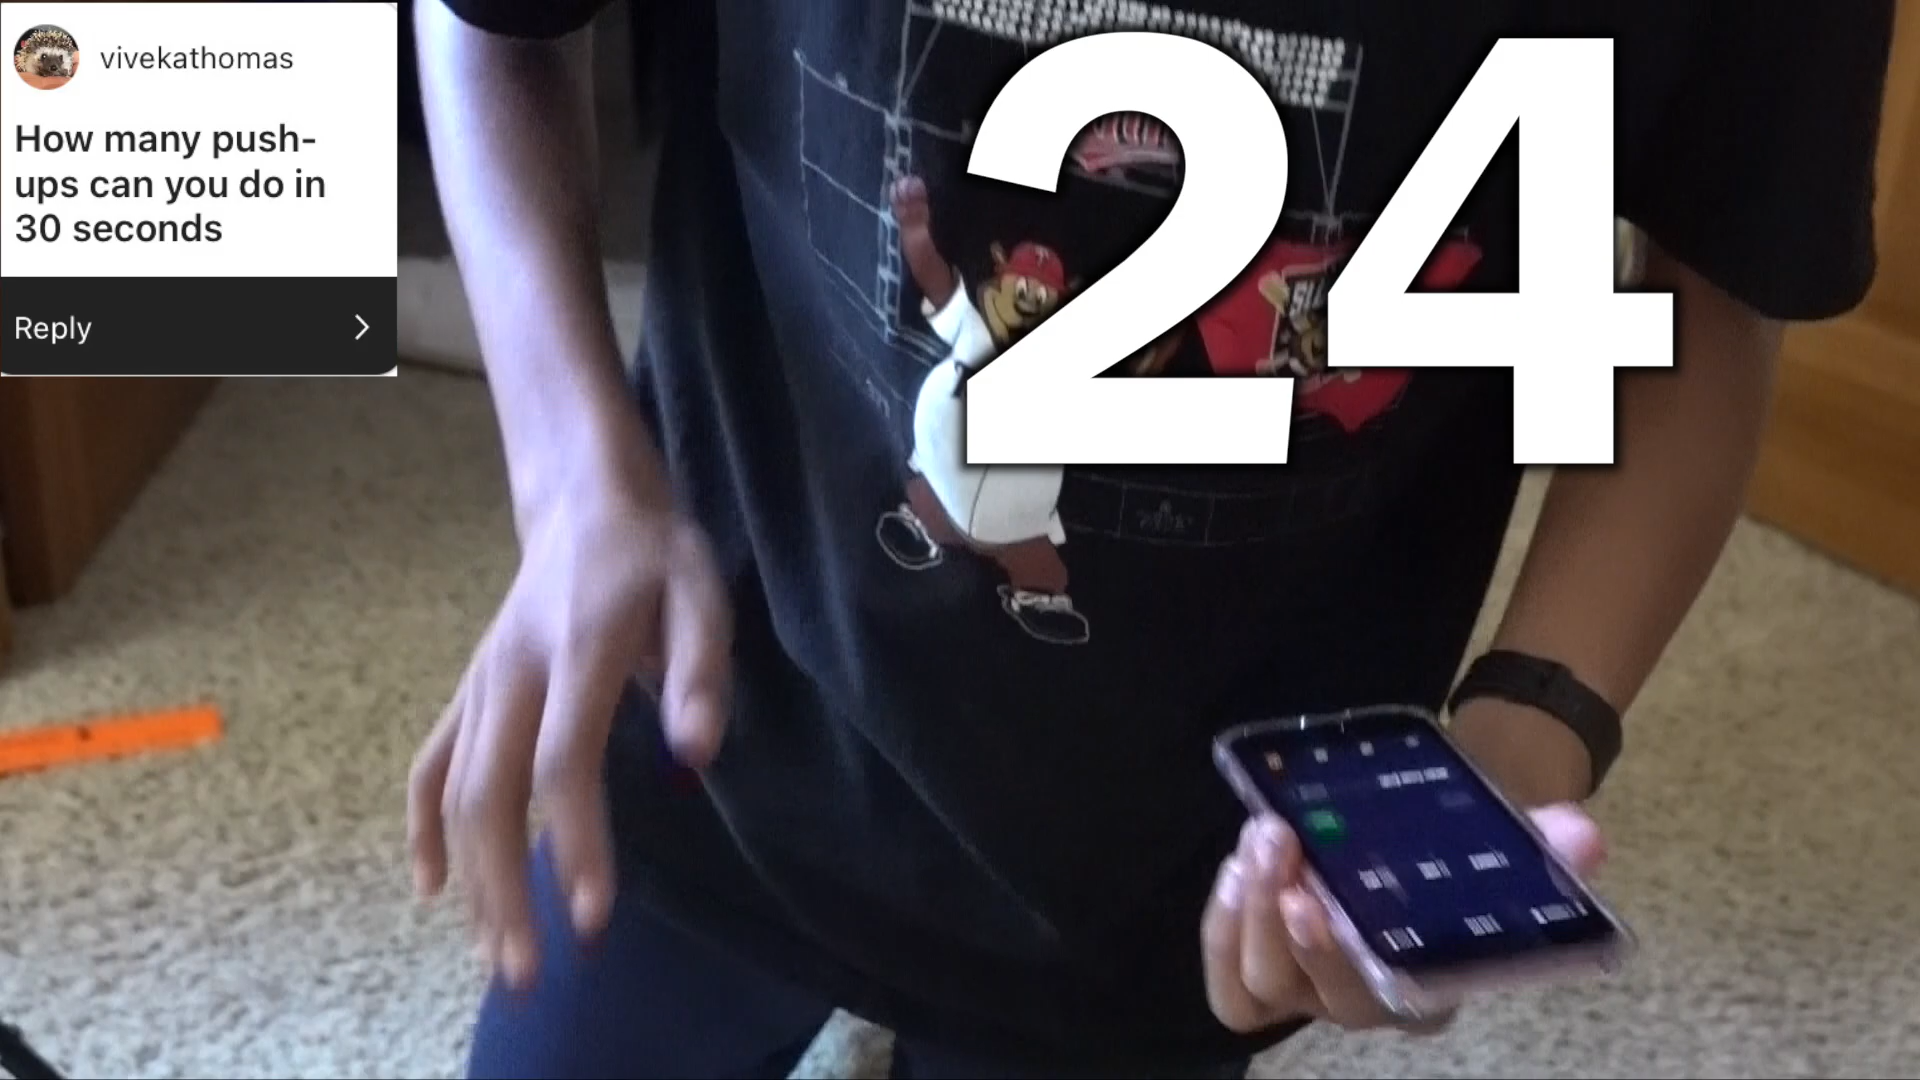 vivekathomas
How many push-
ups can you do in
30 seconds
Reply
24